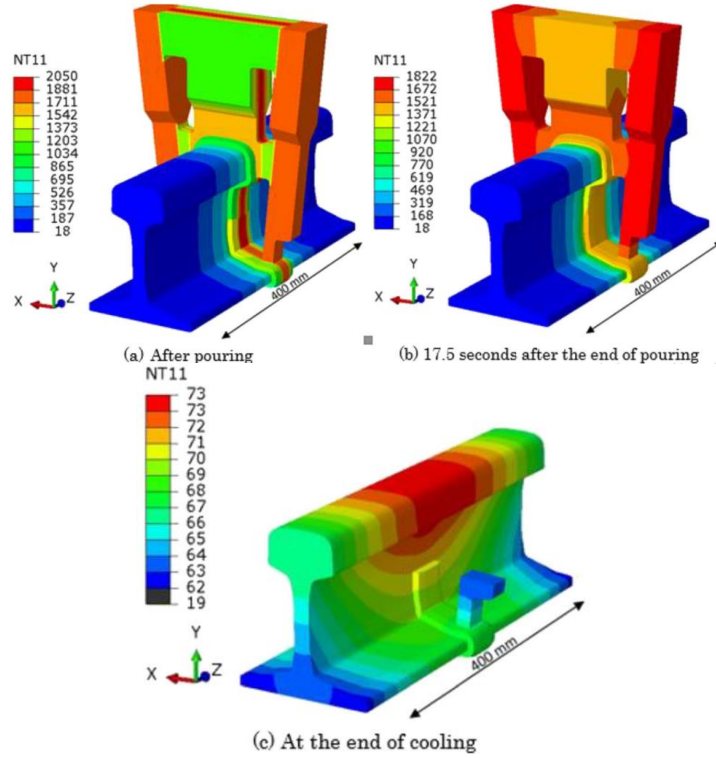 NT11
2050
1881
1711
1542
1373
1203
1034
865
695
526
357
187
18
Y
X
Z
400 mm
(a) After pouring
NT11
1822
1672
1521
1371
1221
1070
920
770
619
469
319
168
18
Y
X
Z
400 mm
(b) 17.5 seconds after the end of pouring
NT11
73
73
72
71
70
69
68
67
66
65
64
63
62
19
Y
X
Z
400 mm
(c) At the end of cooling